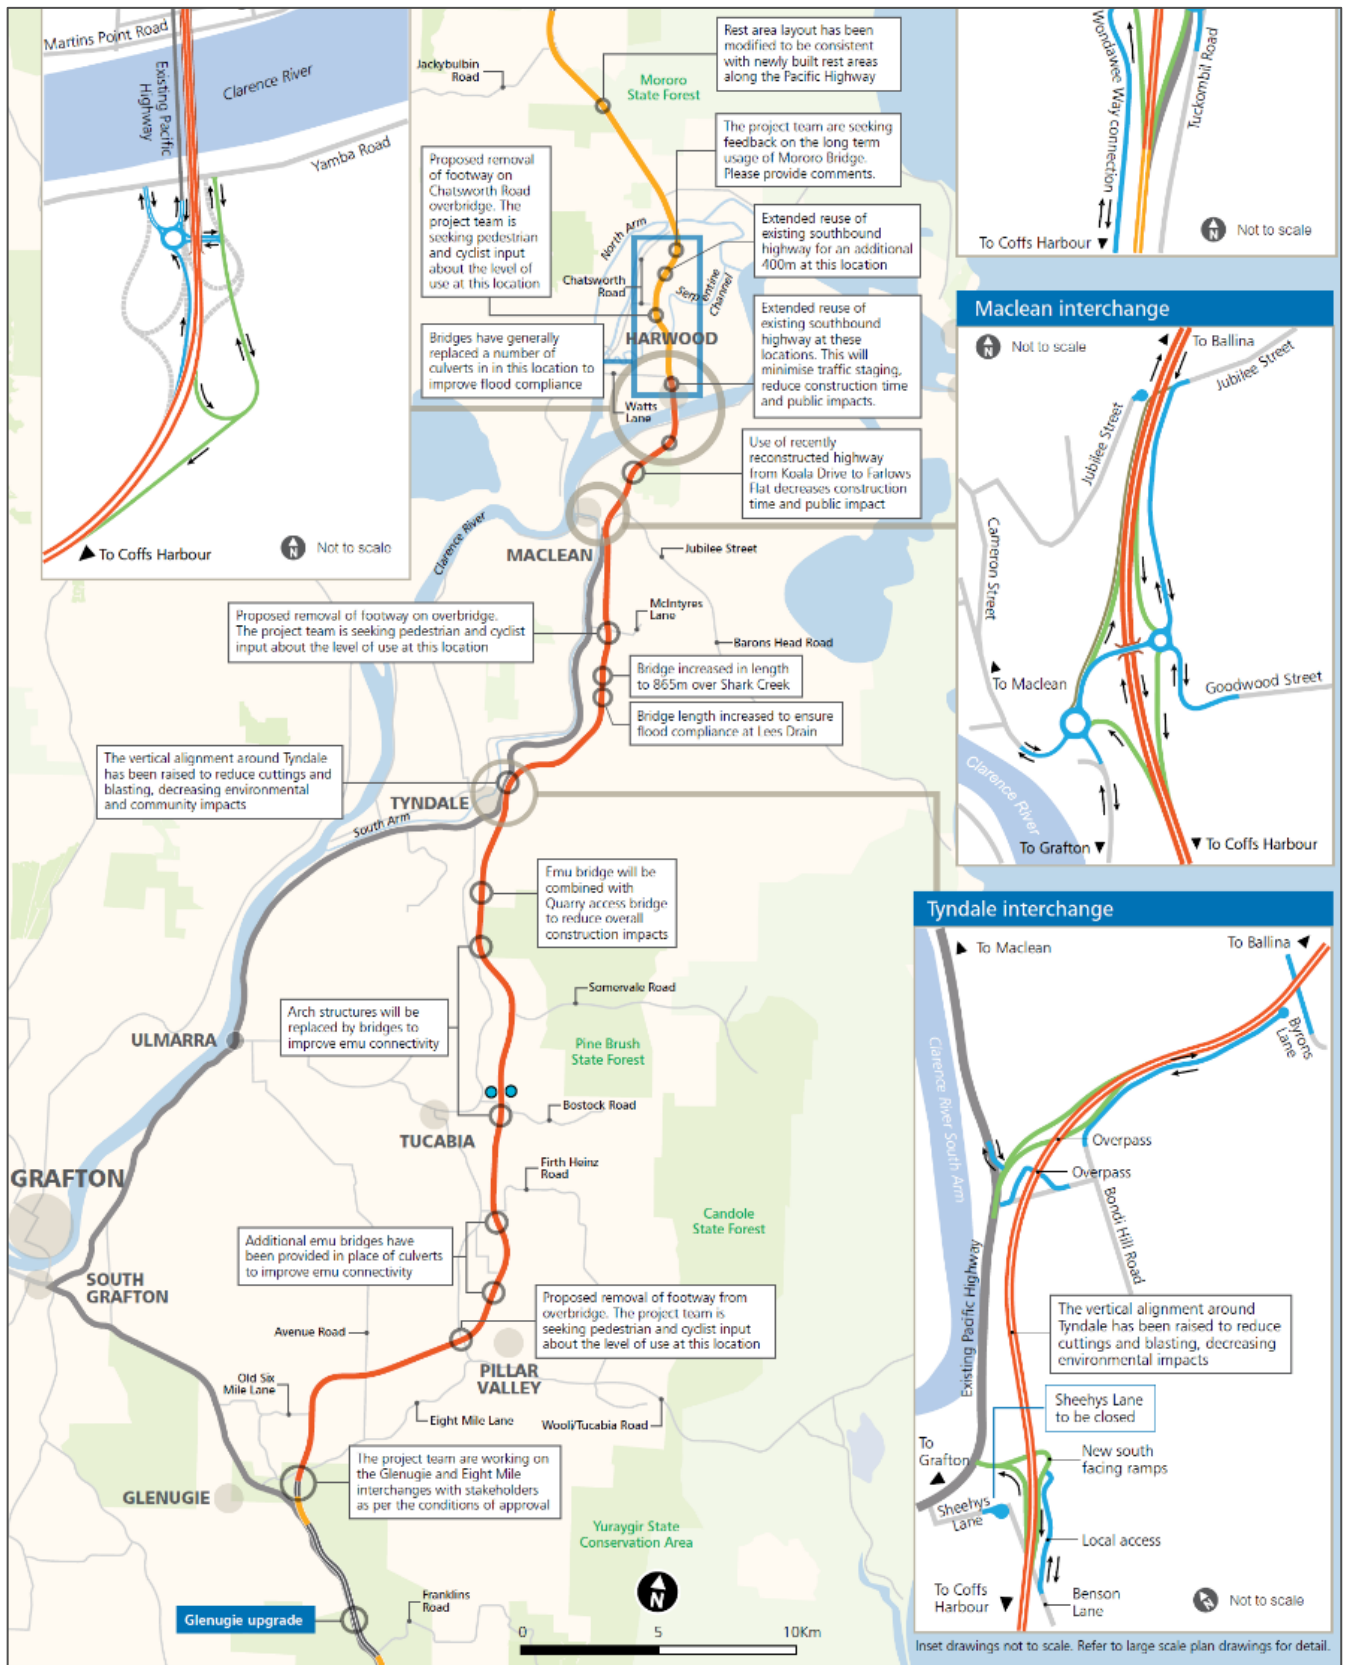 Martins Point Road
Existing Pacific
Highway
Clarence River
Yamba Road
To Coffs Harbour
N
Not to scale
Jackybulbin
Road
Mororo
State Forest
Rest area layout has been
modified to be consistent
with newly built rest areas
along the Pacific Highway
The project team are seeking
feedback on the long term
usage of Mororo Bridge.
Please provide comments.
Proposed removal
of footway on
Chatsworth Road
overbridge. The
project team is
seeking pedestrian
and cyclist input
about the level of
use at this location
Extended reuse of
existing southbound
highway for an additional
400m at this location
North Arm
Chatsworth
Road
Serpentine
Channel
HARWOOD
Extended reuse of
existing southbound
highway at these
locations. This will
minimise traffic staging,
reduce construction time
and public impacts.
Bridges have generally
replaced a number of
culverts in in this location to
improve flood compliance
Watts
Lane
Use of recently
reconstructed highway
from Koala Drive to Farlows
Flat decreases construction
time and public impact
Clarence River
MACLEAN
Jubilee Street
McIntyres
Lane
Barons Head Road
Proposed removal of footway on overbridge.
The project team is seeking pedestrian and cyclist
input about the level of use at this location
Bridge increased in length
to 865m over Shark Creek
Bridge length increased to ensure
flood compliance at Lees Drain
The vertical alignment around Tyndale
has been raised to reduce cuttings and
blasting, decreasing environmental
and community impacts
TYNDALE
South Arm
Emu bridge will be
combined with
Quarry access bridge
to reduce overall
construction impacts
Somervale Road
Arch structures will be
replaced by bridges to
improve emu connectivity
ULMARRA
Pine Brush
State Forest
Bostock Road
TUCABIA
Firth Heinz
Road
GRAFTON
Candole
State Forest
Additional emu bridges have
been provided in place of culverts
to improve emu connectivity
SOUTH
GRAFTON
Proposed removal of footway from
overbridge. The project team is
seeking pedestrian and cyclist input
about the level of use at this location
Avenue Road
PILLAR
VALLEY
Old Six
Mile Lane
Eight Mile Lane
Wooli/Tucabia Road
The project team are working on
the Glenugie and Eight Mile
interchanges with stakeholders
as per the conditions of approval
GLENUGIE
Yuraygir State
Conservation Area
N
Franklins
Road
Glenugie upgrade
0 5 10Km
Wondawee Way connection
Tuckombil Road
To Coffs Harbour
N
Not to scale
Maclean interchange
N
Not to scale
To Ballina
Jubilee Street
Jubilee Street
Cameron Street
To Maclean
Goodwood Street
Clarence River
To Grafton
To Coffs Harbour
Tyndale interchange
To Maclean
To Ballina
Byrons
Lane
Clarence River South Arm
Overpass
Overpass
Bondi Hill Road
Existing Pacific Highway
The vertical alignment around
Tyndale has been raised to reduce
cuttings and blasting, decreasing
environmental impacts
Sheehys Lane
to be closed
To
Grafton
New south
facing ramps
Sheehys
Lane
Local access
To Coffs
Harbour
Benson
Lane
N
Not to scale
Inset drawings not to scale. Refer to large scale plan drawings for detail.